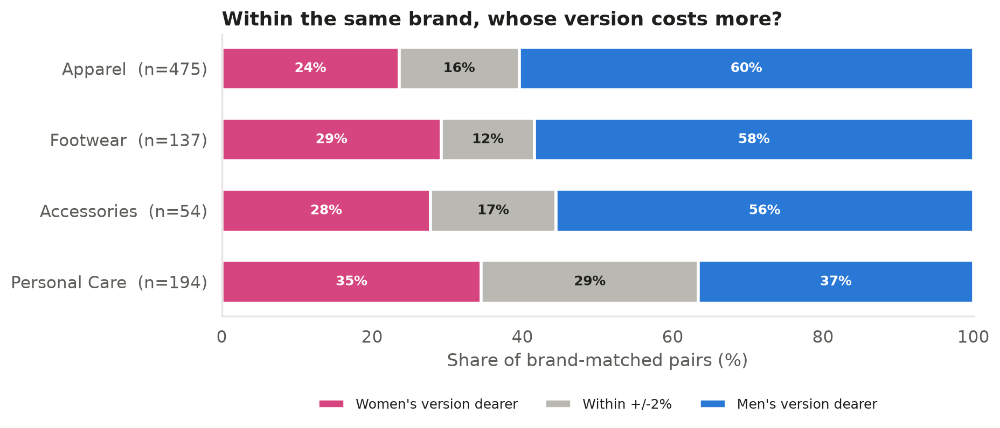 Within the same brand, whose version costs more?
Apparel (n=475)
24%
16%
60%
Footwear (n=137)
29%
12%
58%
Accessories (n=54)
28%
17%
56%
Personal Care (n=194)
35%
29%
37%
0 20 40 60 80 100
Share of brand-matched pairs (%)
Women's version dearer
Within +/-2%
Men's version dearer